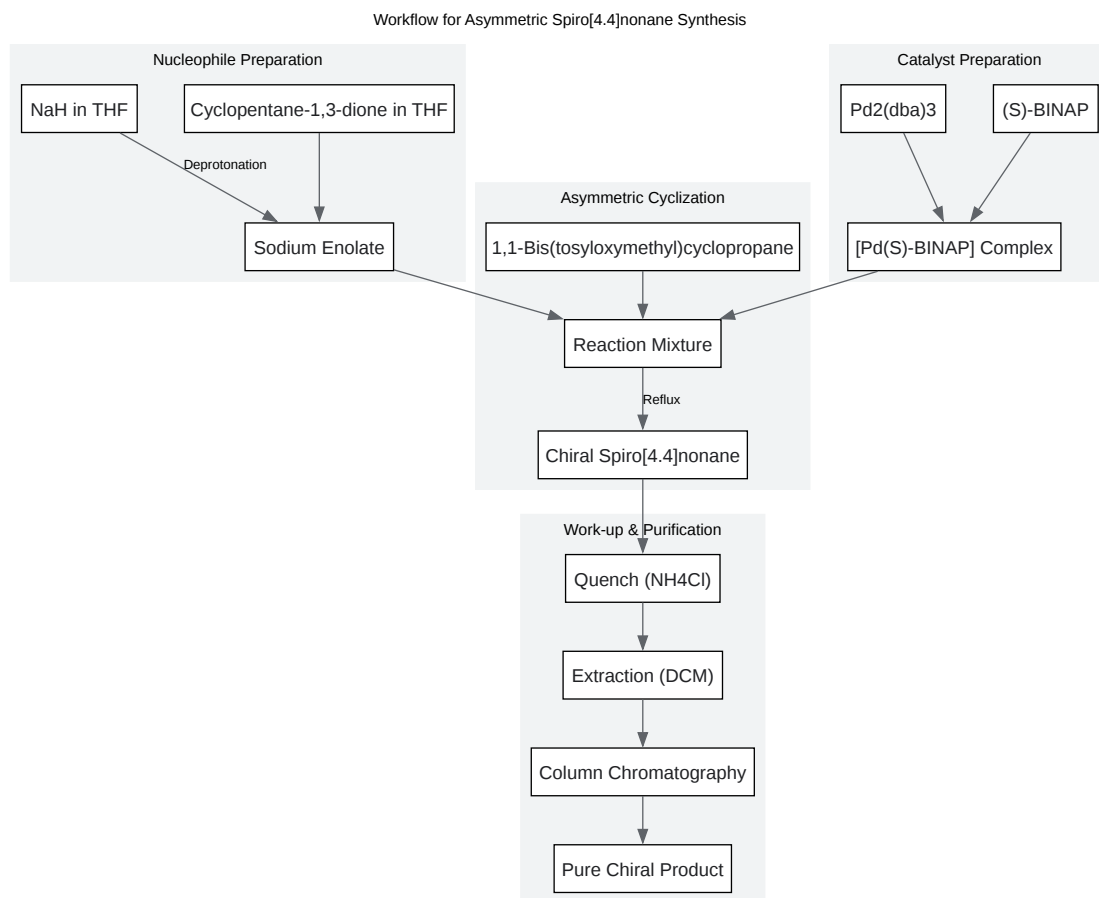 Workflow for Asymmetric Spiro[4.4]nonane Synthesis
Nucleophile Preparation
NaH in THF
Cyclopentane-1,3-dione in THF
Deprotonation
Sodium Enolate
Catalyst Preparation
Pd2(dba)3
(S)-BINAP
[Pd(S)-BINAP] Complex
Asymmetric Cyclization
1,1-Bis(tosyloxymethyl)cyclopropane
Reaction Mixture
Reflux
Chiral Spiro[4.4]nonane
Work-up & Purification
Quench (NH4Cl)
Extraction (DCM)
Column Chromatography
Pure Chiral Product